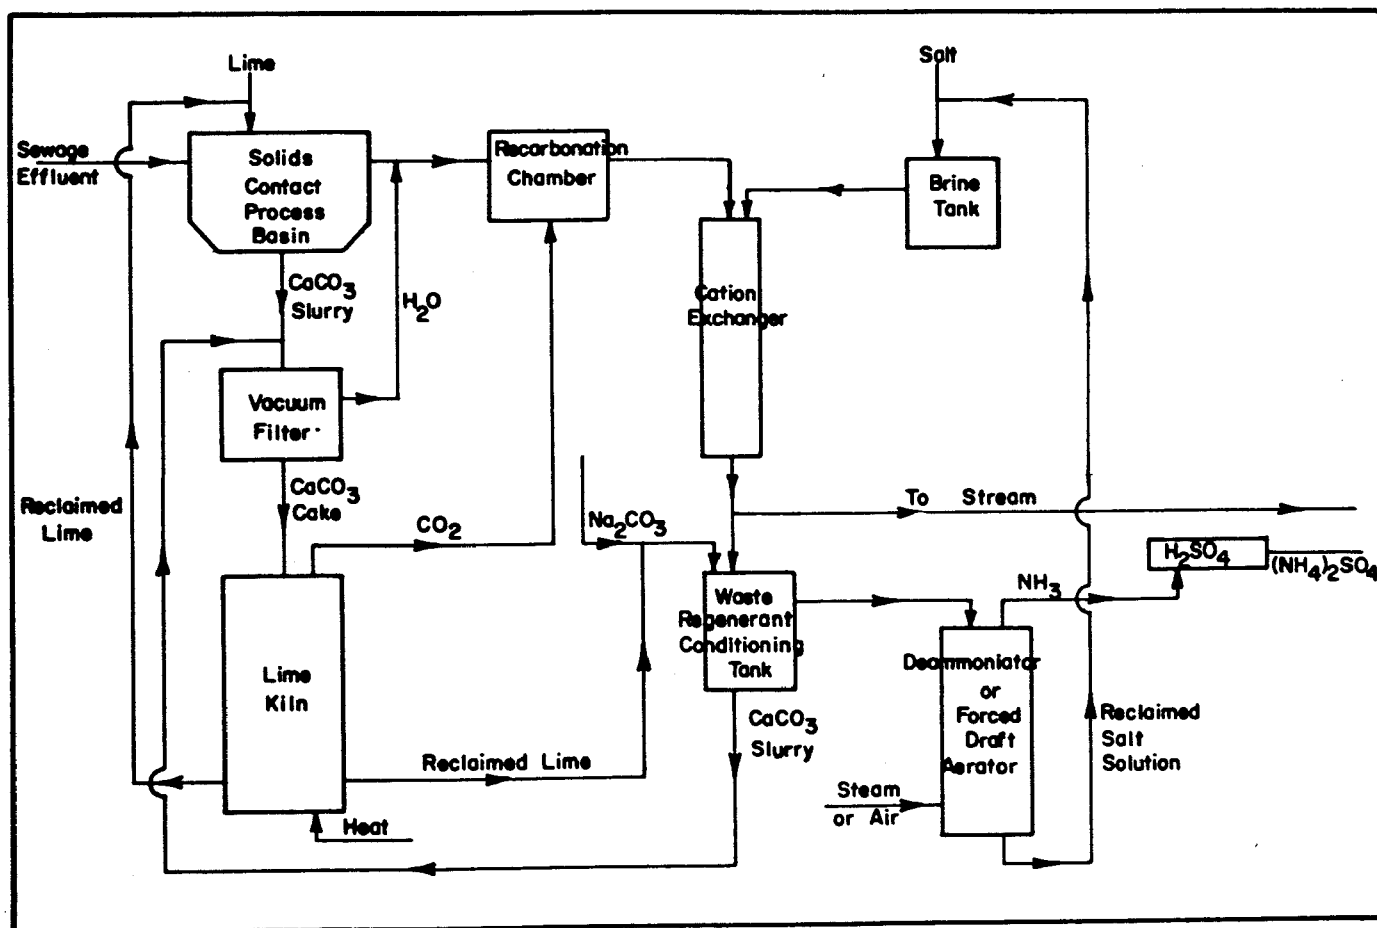 Lime
Salt
Sewage
Effluent
Solids
Contact
Process
Basin
Recarbonation
Chamber
Brine
Tank
CaCO3
Slurry
H2O
Cation
Exchanger
Vacuum
Filter
CaCO3
Cake
Reclaimed
Lime
CO2
Na2CO3
To Stream
H2SO4
(NH4)2SO4
NH3
Waste
Regenerant
Conditioning
Tank
Deammoniator
or
Forced
Draft
Aerator
Lime
Kiln
CaCO3
Slurry
Reclaimed
Salt
Solution
Reclaimed Lime
Steam
or Air
Heat